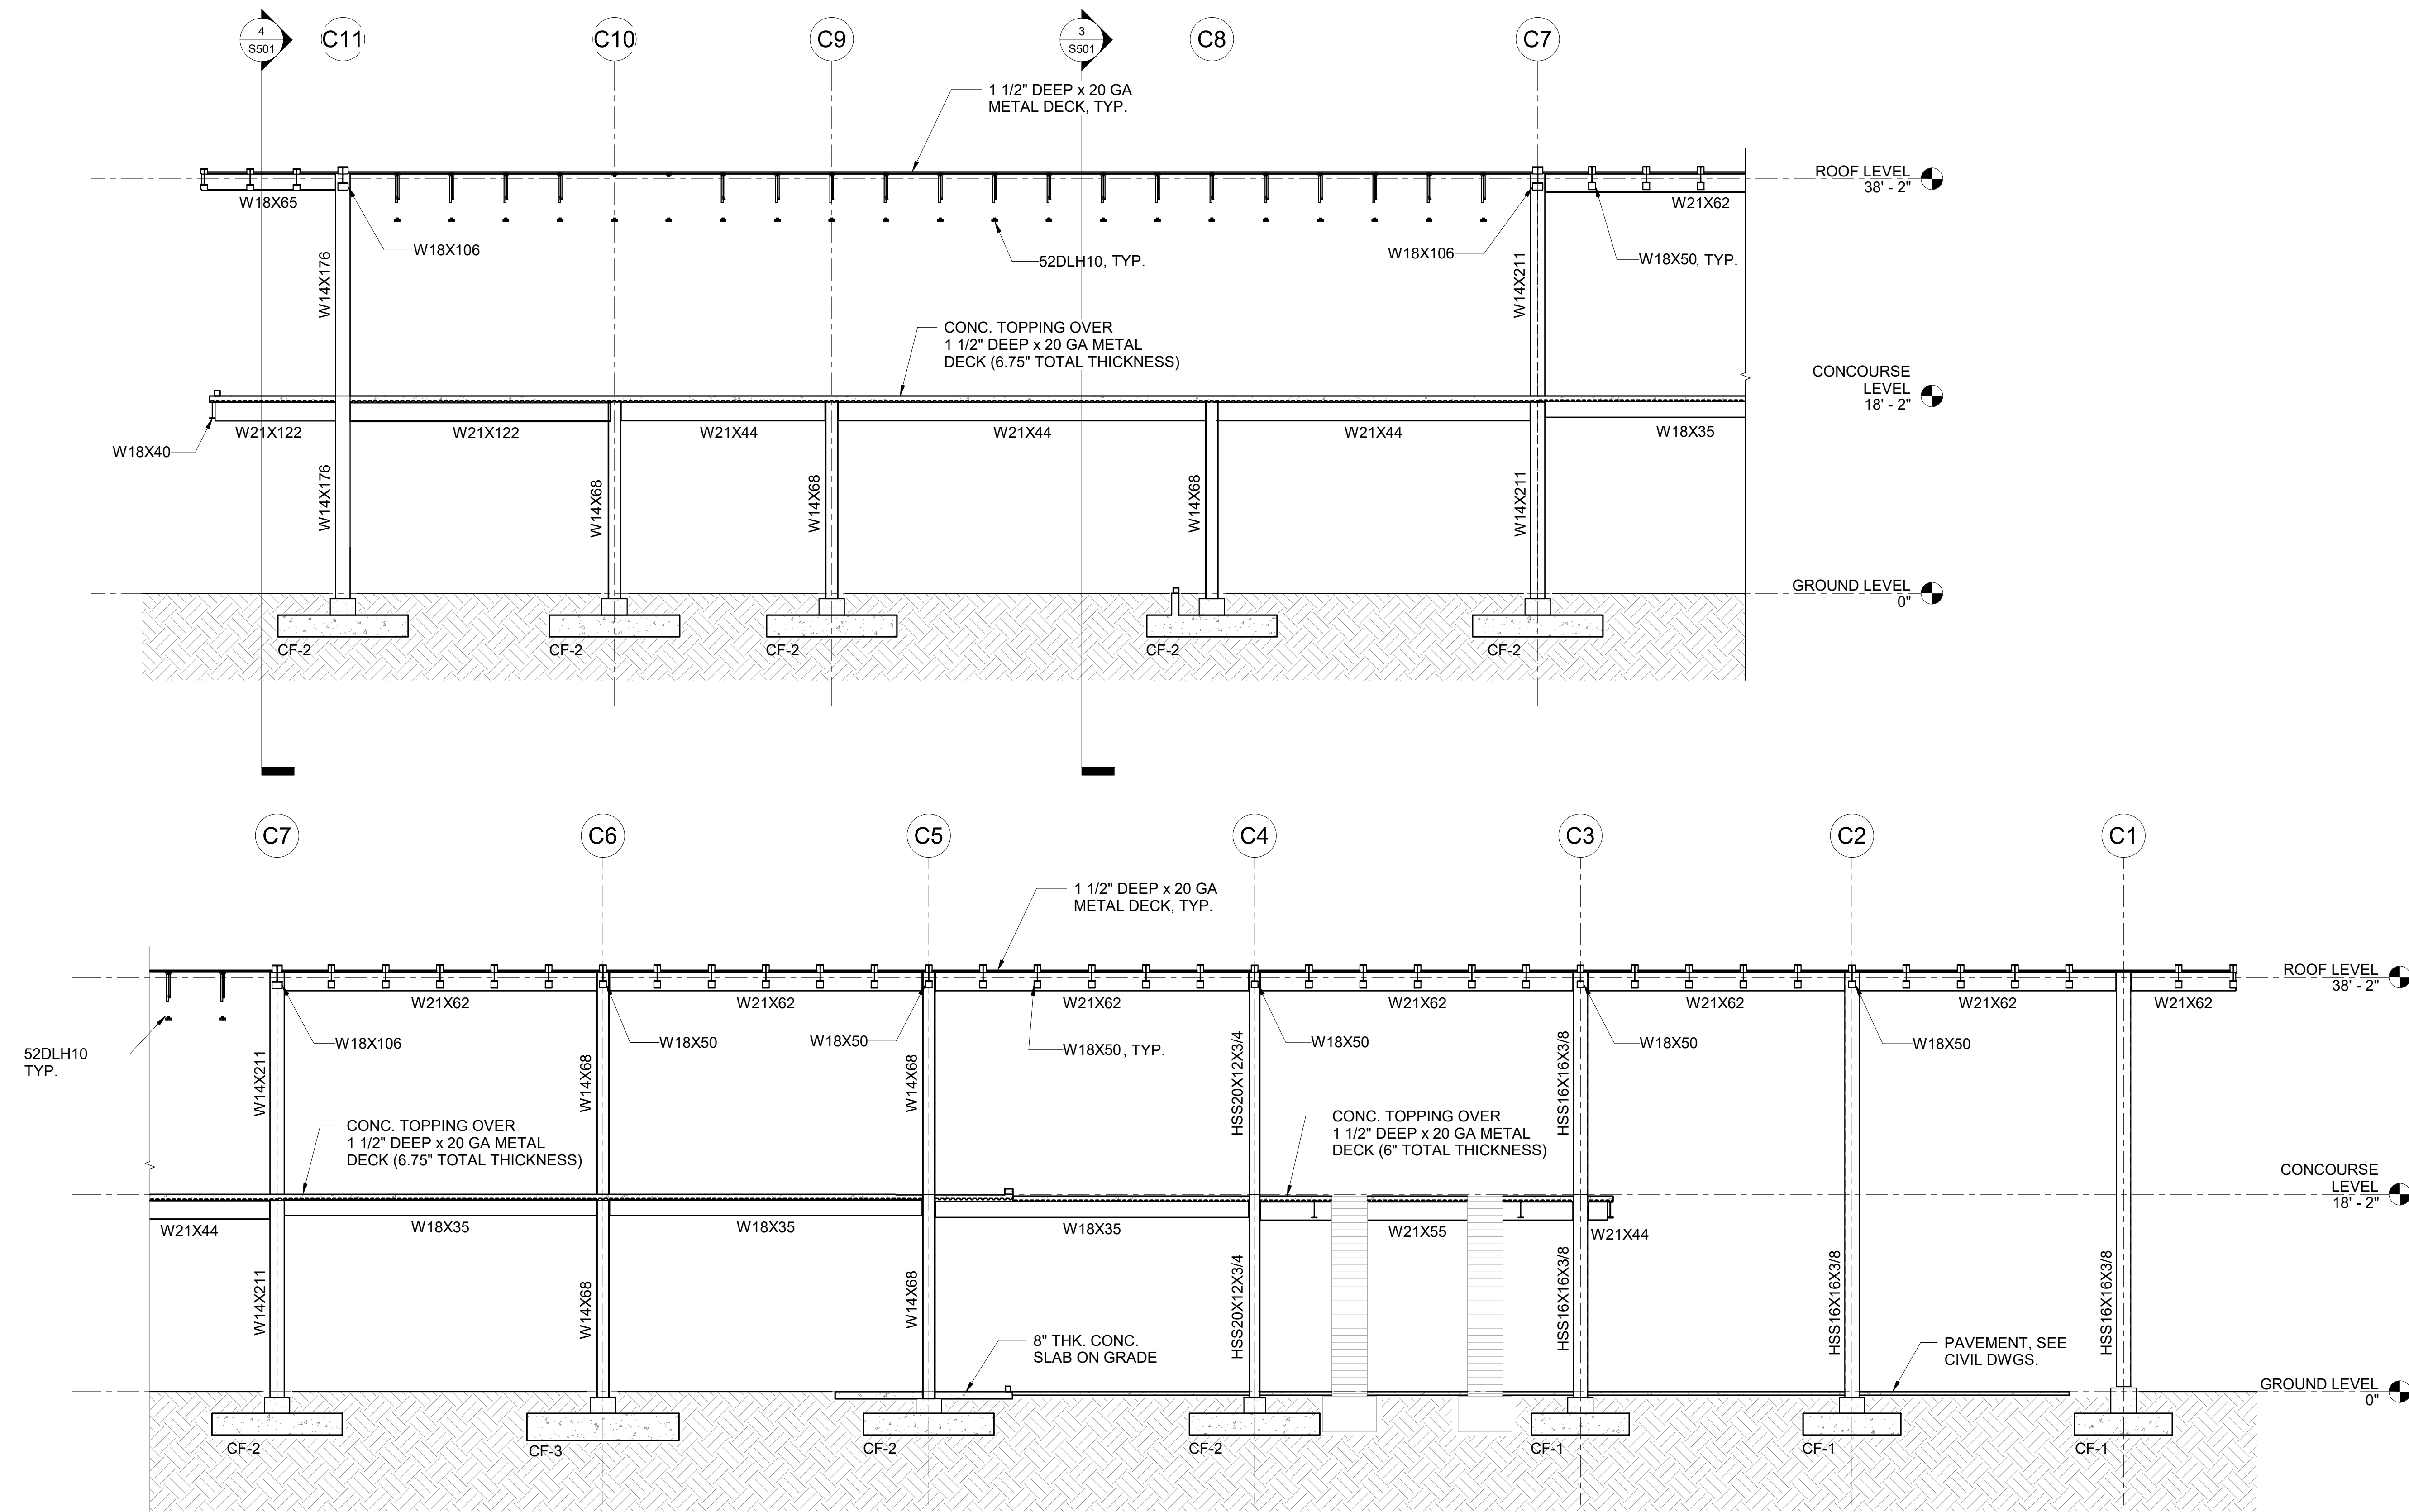 4
S501
C11
C10
C9
3
S501
C8
C7
1 1/2" DEEP x 20 GA
METAL DECK, TYP.
ROOF LEVEL
38' - 2"
W18X65
W21X62
W18X106
52DLH10, TYP.
W18X106
W18X50, TYP.
W14X176
W14X211
CONC. TOPPING OVER
1 1/2" DEEP x 20 GA METAL
DECK (6.75" TOTAL THICKNESS)
CONCOURSE
LEVEL
18' - 2"
W21X122
W21X122
W21X44
W21X44
W21X44
W18X35
W18X40
W14X176
W14X68
W14X68
W14X68
W14X211
GROUND LEVEL
0"
CF-2
CF-2
CF-2
CF-2
CF-2
C7
C6
C5
C4
C3
C2
C1
1 1/2" DEEP x 20 GA
METAL DECK, TYP.
ROOF LEVEL
38' - 2"
W21X62
W21X62
W21X62
W21X62
W21X62
W21X62
W21X62
52DLH10
TYP.
W18X106
W18X50
W18X50
W18X50, TYP.
W18X50
W18X50
W18X50
W14X211
W14X68
W14X68
HSS20X12X3/4
HSS16X16X3/8
CONC. TOPPING OVER
1 1/2" DEEP x 20 GA METAL
DECK (6.75" TOTAL THICKNESS)
CONC. TOPPING OVER
1 1/2" DEEP x 20 GA METAL
DECK (6" TOTAL THICKNESS)
CONCOURSE
LEVEL
18' - 2"
W21X44
W18X35
W18X35
W18X35
W21X55
W21X44
W14X211
W14X68
W14X68
HSS20X12X3/4
HSS16X16X3/8
HSS16X16X3/8
HSS16X16X3/8
8" THK. CONC.
SLAB ON GRADE
PAVEMENT, SEE
CIVIL DWGS.
GROUND LEVEL
0"
CF-2
CF-3
CF-2
CF-2
CF-1
CF-1
CF-1